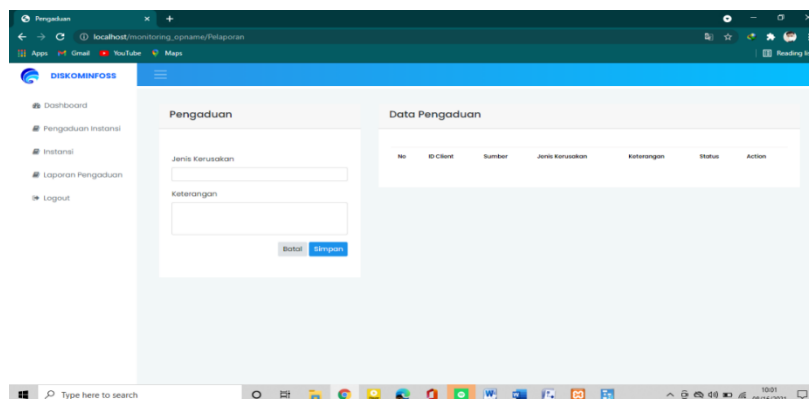 Pengaduan
localhost/monitoring_opname/Pelaporan
Apps Gmail YouTube Maps Reading
DISKOMINFOSS
Dashboard
Pengaduan Instansi
Instansi
Laporan Pengaduan
Logout
Pengaduan
Jenis Kerusakan
Keterangan
Batal Simpan
Data Pengaduan
No ID Client Sumber Jenis Kerusakan Keterangan Status Action
Type here to search
10:01